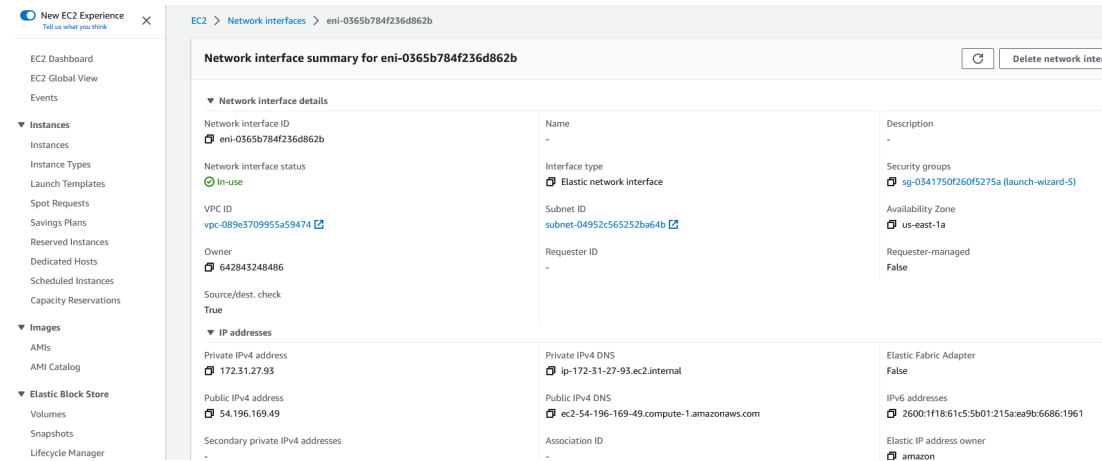 New EC2 Experience
Tell us what you think
EC2 Dashboard
EC2 Global View
Events
Instances
Instances
Instance Types
Launch Templates
Spot Requests
Savings Plans
Reserved Instances
Dedicated Hosts
Scheduled Instances
Capacity Reservations
Images
AMIs
AMI Catalog
Elastic Block Store
Volumes
Snapshots
Lifecycle Manager
EC2 > Network interfaces > eni-0365b784f236d862b
Network interface summary for eni-0365b784f236d862b
Delete network inte
Network interface details
Network interface ID
eni-0365b784f236d862b
Name
-
Description
-
Network interface status
In-use
Interface type
Elastic network interface
Security groups
sg-0341750f260f5275a (launch-wizard-5)
VPC ID
vpc-089e3709955a59474
Subnet ID
subnet-04952c565252ba64b
Availability Zone
us-east-1a
Owner
642843248486
Requester ID
-
Requester-managed
False
Source/dest. check
True
IP addresses
Private IPv4 address
172.31.27.93
Private IPv4 DNS
ip-172-31-27-93.ec2.internal
Elastic Fabric Adapter
False
Public IPv4 address
54.196.169.49
Public IPv4 DNS
ec2-54-196-169-49.compute-1.amazonaws.com
IPv6 addresses
2600:1f18:61c5:5b01:215a:ea9b:6686:1961
Secondary private IPv4 addresses
-
Association ID
-
Elastic IP address owner
amazon